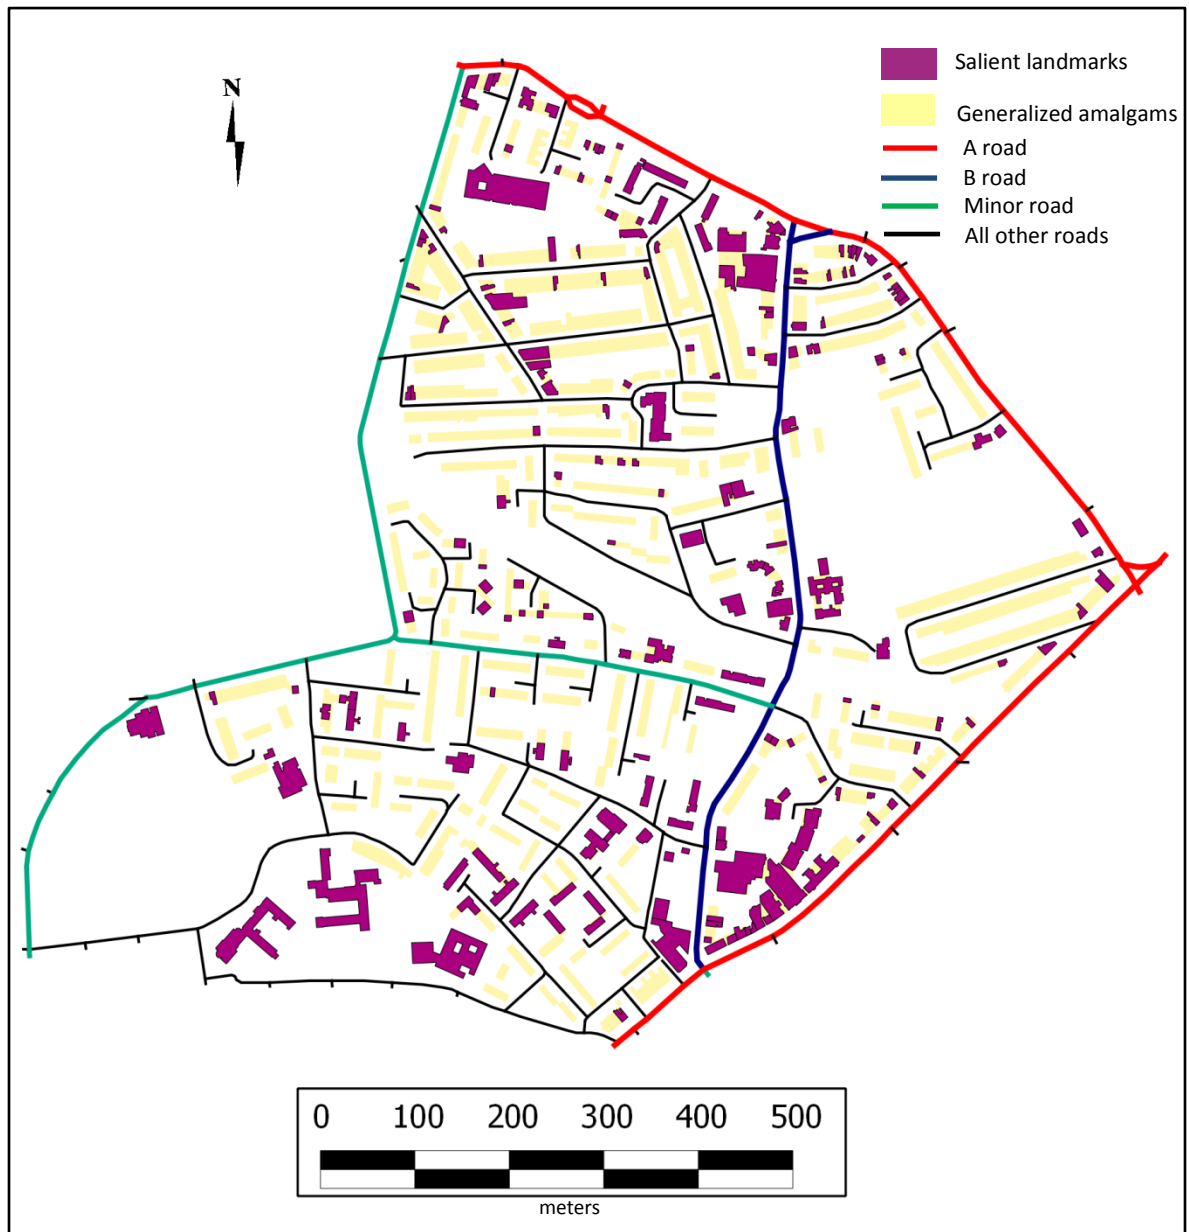 N
Salient landmarks
Generalized amalgams
A road
B road
Minor road
All other roads
0 100 200 300 400 500
meters